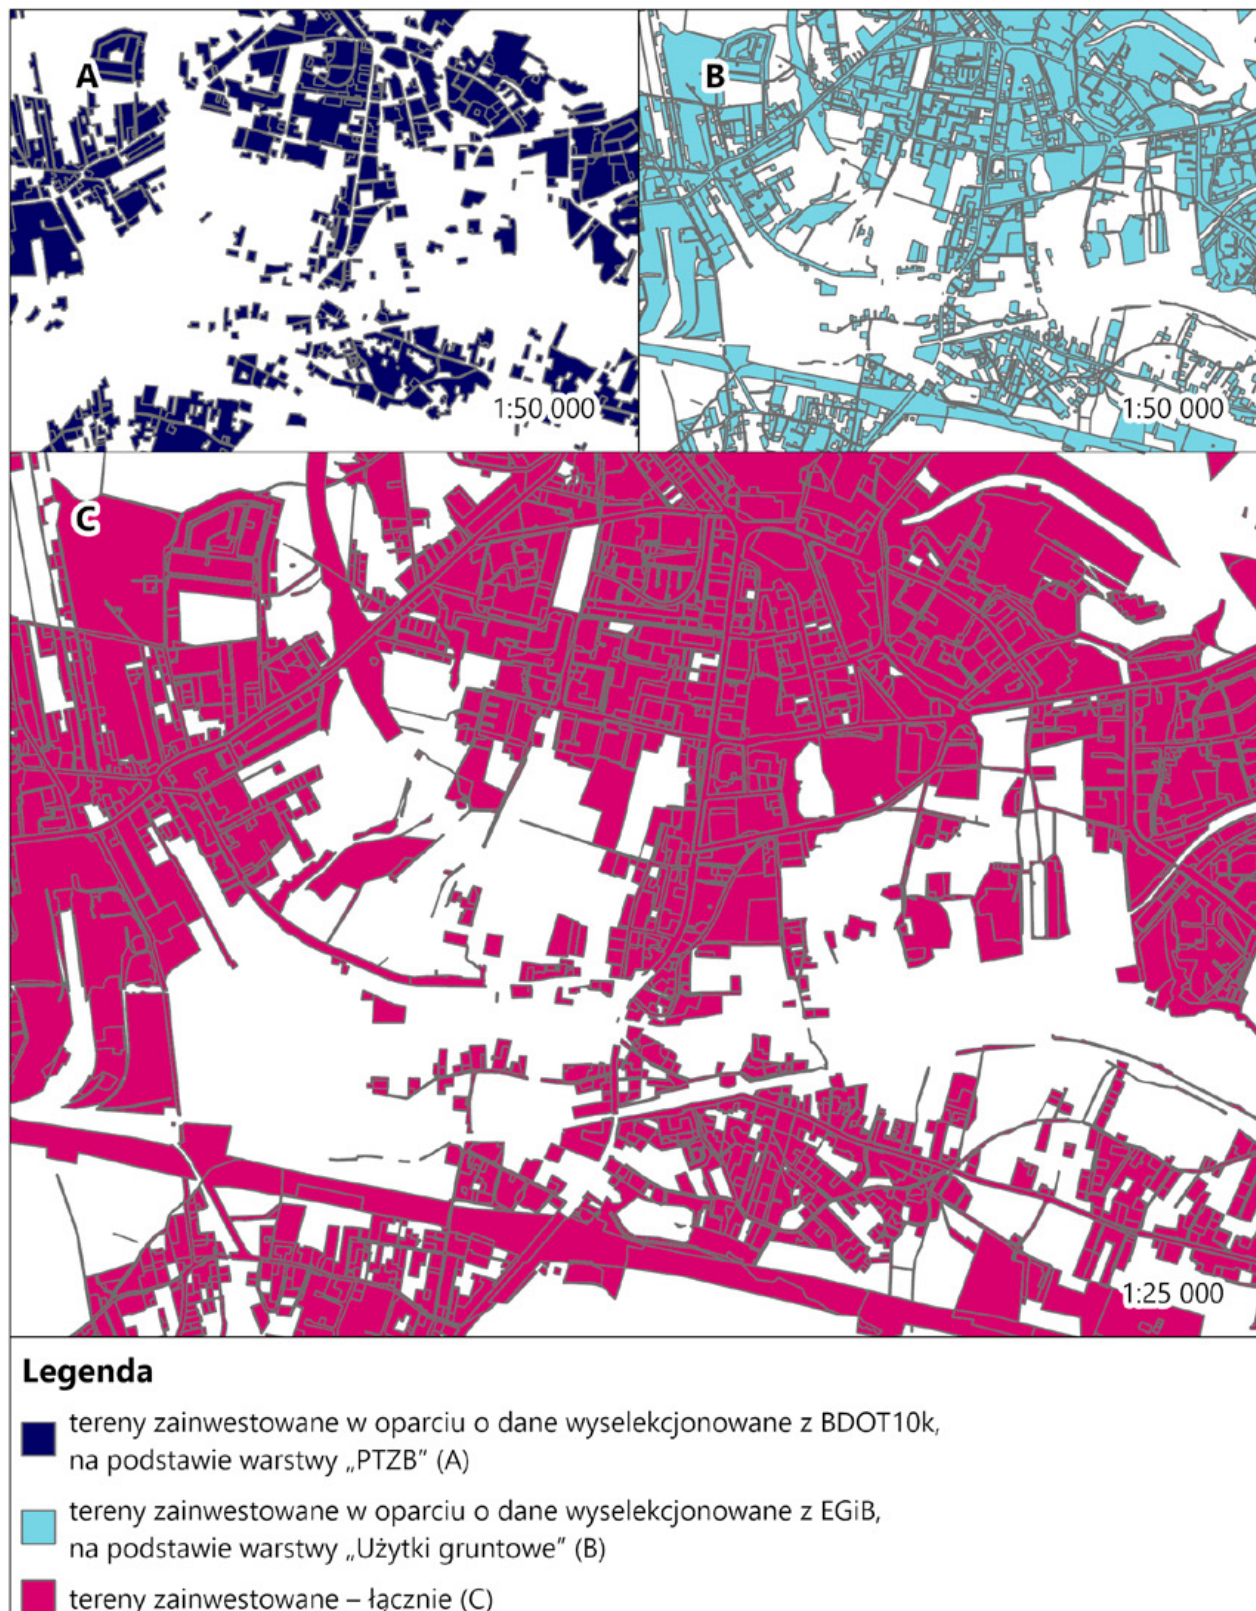 A
B
1:50,000
1:50 000
C
1:25 000
Legenda
tereny zainwestowane w oparciu o dane wyselekcjonowane z BDOT10k,
na podstawie warstwy „PTZB” (A)
tereny zainwestowane w oparciu o dane wyselekcjonowane z EGiB,
na podstawie warstwy „Użytki gruntowe” (B)
tereny zainwestowane – łącznie (C)